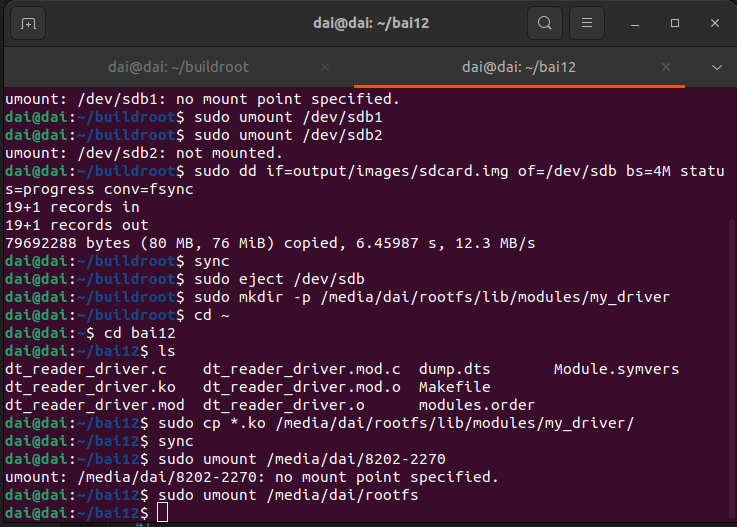 dai@dai: ~/bai12
dai@dai: ~/buildroot
dai@dai: ~/bai12
umount: /dev/sdb1: no mount point specified.
dai@dai:~/buildroot$ sudo umount /dev/sdb1
dai@dai:~/buildroot$ sudo umount /dev/sdb2
umount: /dev/sdb2: not mounted.
dai@dai:~/buildroot$ sudo dd if=output/images/sdcard.img of=/dev/sdb bs=4M statu
s=progress conv=fsync
19+1 records in
19+1 records out
79692288 bytes (80 MB, 76 MiB) copied, 6.45987 s, 12.3 MB/s
dai@dai:~/buildroot$ sync
dai@dai:~/buildroot$ sudo eject /dev/sdb
dai@dai:~/buildroot$ sudo mkdir -p /media/dai/rootfs/lib/modules/my_driver
dai@dai:~/buildroot$ cd ~
dai@dai:~$ cd bai12
dai@dai:~/bai12$ ls
dt_reader_driver.c    dt_reader_driver.mod.c  dump.dts       Module.symvers
dt_reader_driver.ko   dt_reader_driver.mod.o  Makefile
dt_reader_driver.mod  dt_reader_driver.o      modules.order
dai@dai:~/bai12$ sudo cp *.ko /media/dai/rootfs/lib/modules/my_driver/
dai@dai:~/bai12$ sync
dai@dai:~/bai12$ sudo umount /media/dai/8202-2270
umount: /media/dai/8202-2270: no mount point specified.
dai@dai:~/bai12$ sudo umount /media/dai/rootfs
dai@dai:~/bai12$